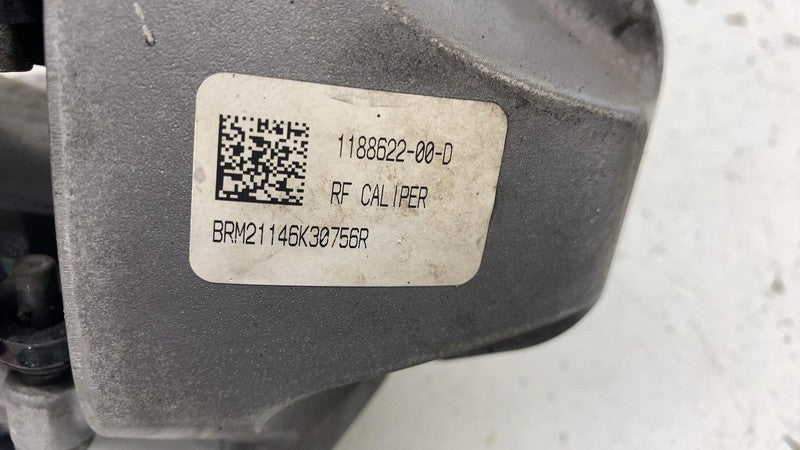 1188622-00-D
RF CALIPER
BRM21146K30756R